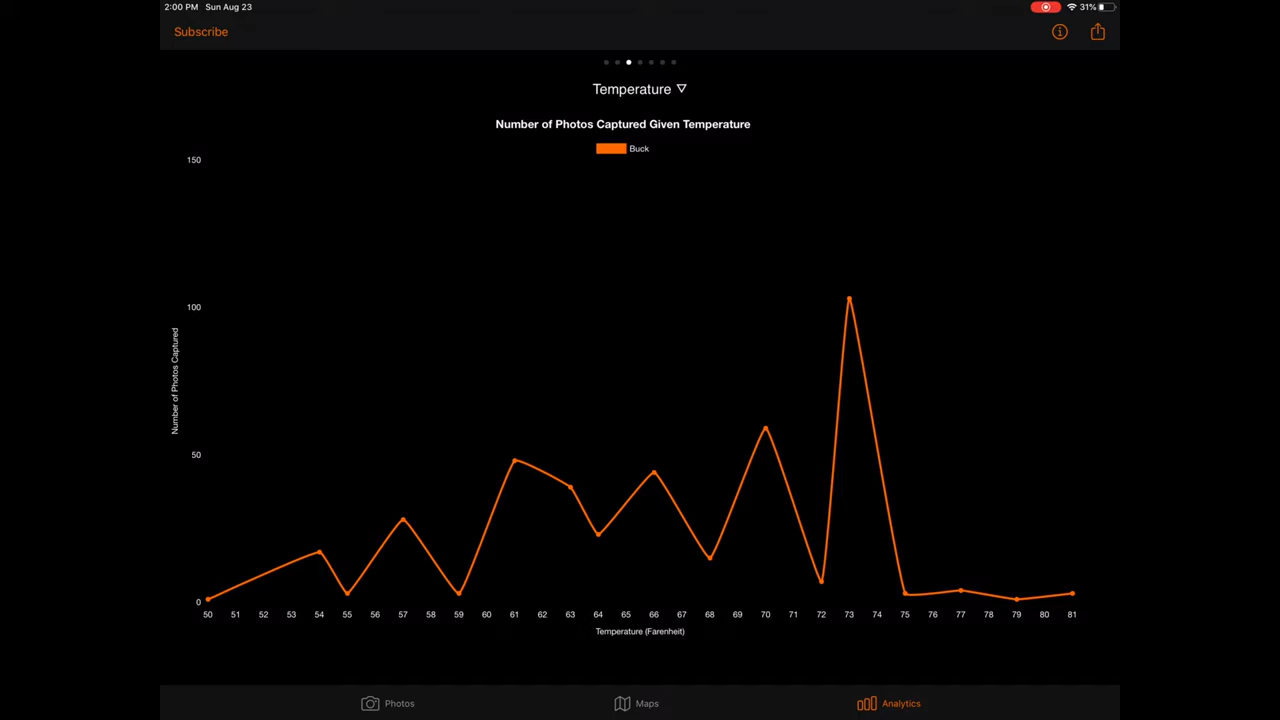 2:00 PM Sun Aug 23
31%
Subscribe
Temperature
Number of Photos Captured Given Temperature
Buck
150
100
50
0
Number of Photos Captured
50 51 52 53 54 55 56 57 58 59 60 61 62 63 64 65 66 67 68 69 70 71 72 73 74 75 76 77 78 79 80 81
Temperature (Farenheit)
Photos Maps Analytics